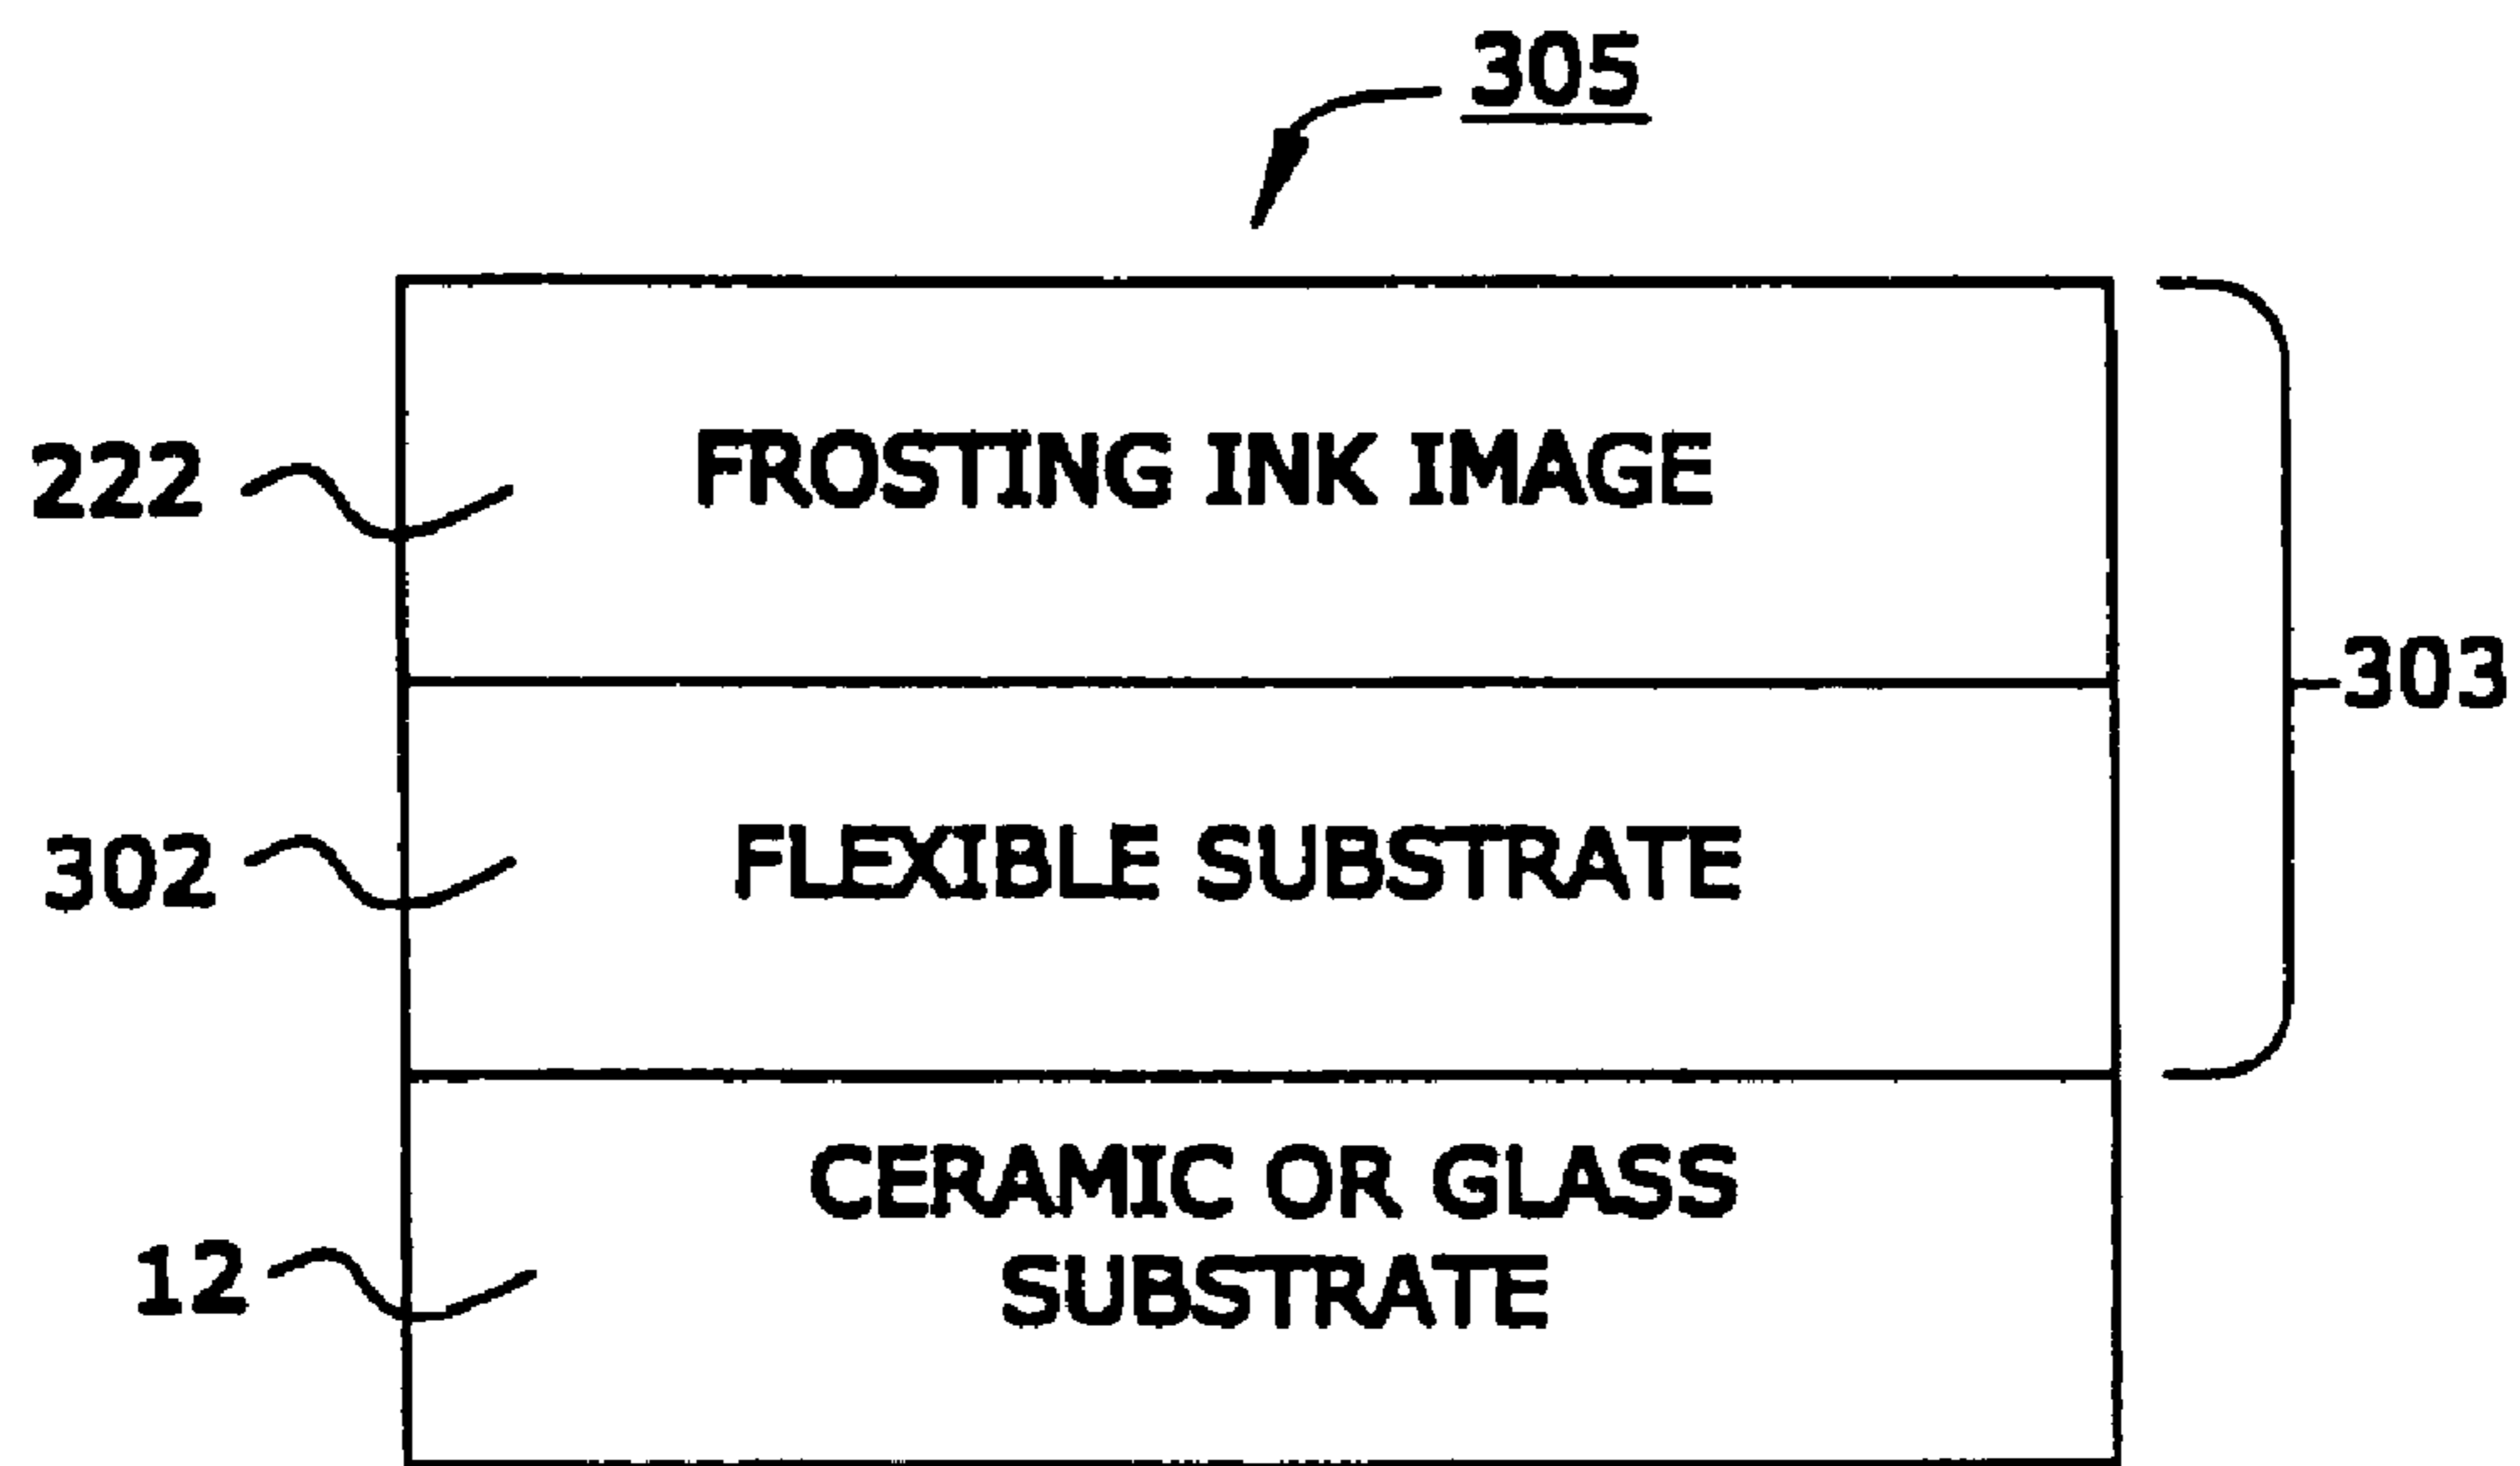 305
222
FROSTING INK IMAGE
303
302
FLEXIBLE SUBSTRATE
CERAMIC OR GLASS
12
SUBSTRATE